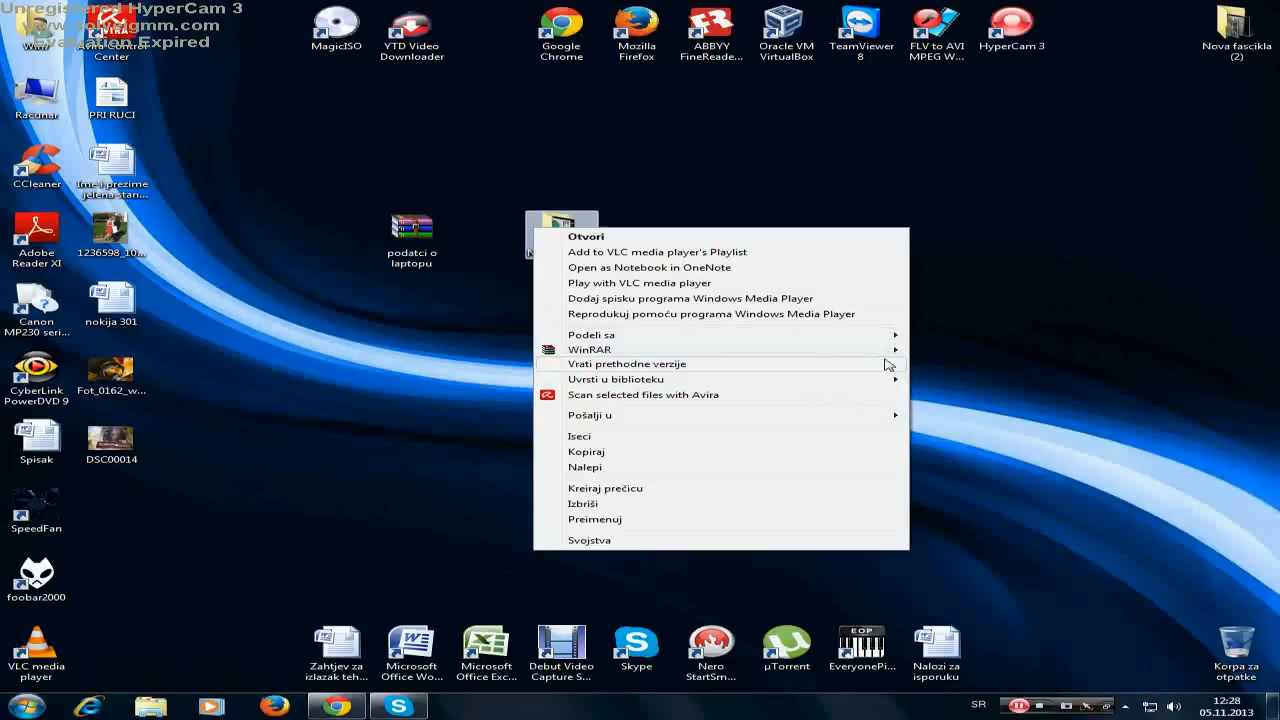 Unregistered HyperCam 3
www.solveigmm.com
Evaluation Expired
Center
MagicISO
YTD Video
Downloader
Google
Chrome
Mozilla
Firefox
ABBYY
FineReade...
Oracle VM
VirtualBox
TeamViewer
8
FLV to AVI
MPEG W...
HyperCam 3
Nova fascikla
(2)
Računar
PRI RUCI
CCleaner
Ime i prezime
jelena stan...
Adobe
Reader XI
1236598_10...
podatci o
laptopu
Canon
MP230 seri...
nokija 301
CyberLink
PowerDVD 9
Fot_0162_w...
Spisak
DSC00014
SpeedFan
foobar2000
VLC media
player
Otvori
Add to VLC media player's Playlist
Open as Notebook in OneNote
Play with VLC media player
Dodaj spisku programa Windows Media Player
Reprodukuj pomoću programa Windows Media Player
Podeli sa
WinRAR
Vrati prethodne verzije
Uvrsti u biblioteku
Scan selected files with Avira
Pošalji u
Iseci
Kopiraj
Nalepi
Kreiraj prečicu
Izbriši
Preimenuj
Svojstva
Zahtjev za
izlazak teh...
Microsoft
Office Wo...
Microsoft
Office Exc...
Debut Video
Capture S...
Skype
Nero
StartSm...
µTorrent
EOP
EveryonePi...
Nalozi za
isporuku
Korpa za
otpatke
SR
12:28
05.11.2013